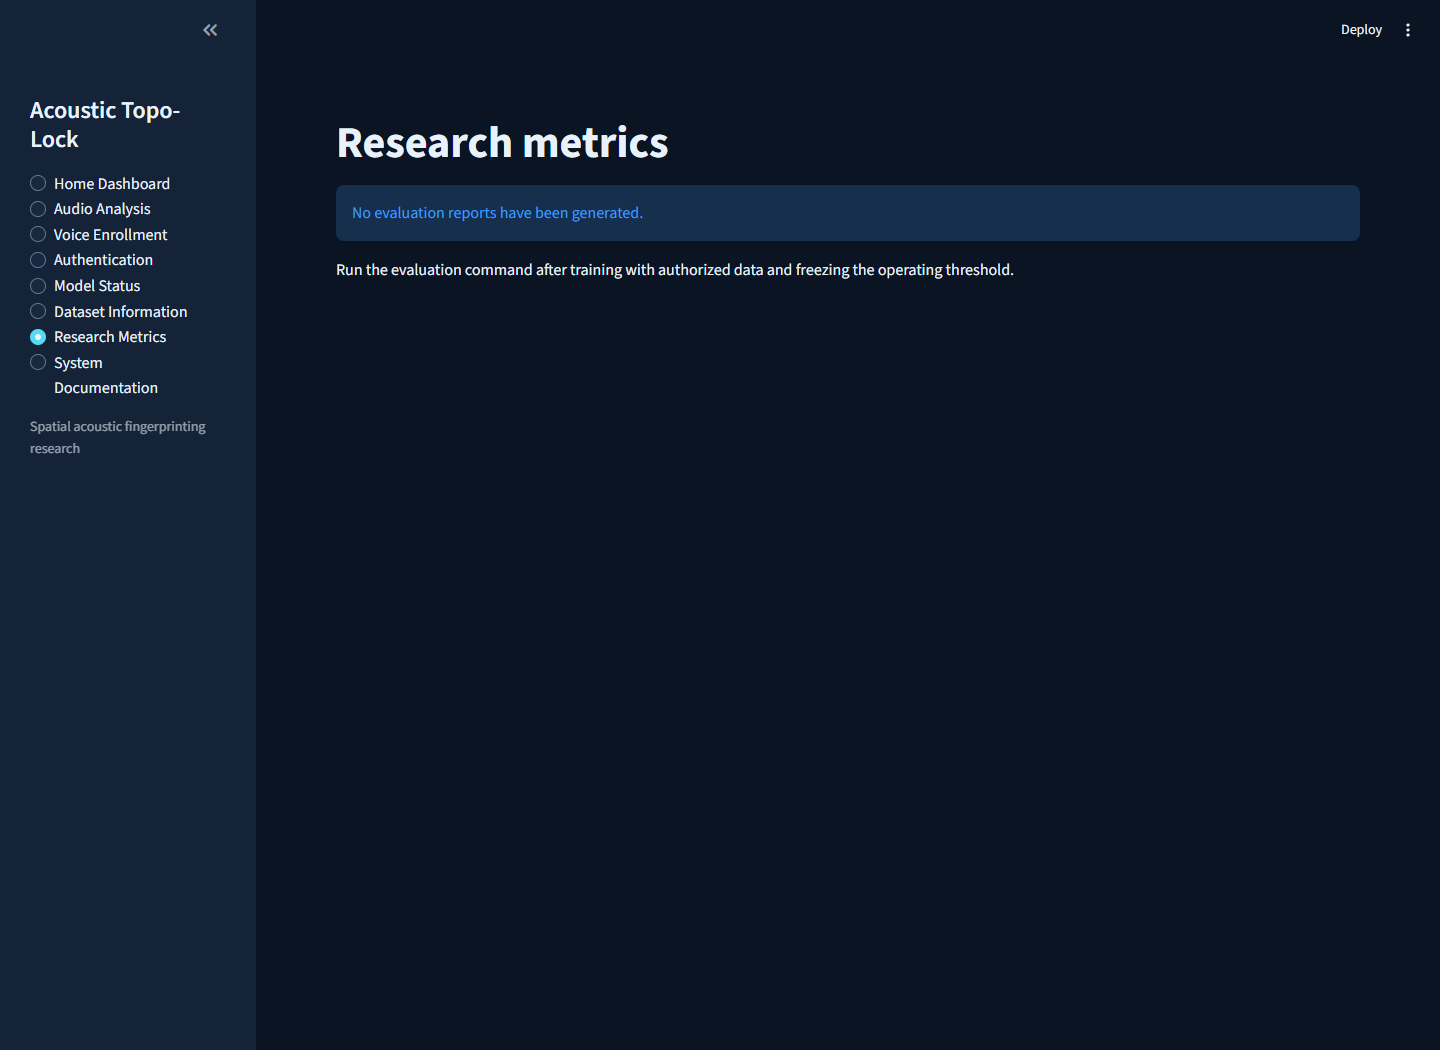 Deploy
Acoustic Topo-
Lock
Home Dashboard
Audio Analysis
Voice Enrollment
Authentication
Model Status
Dataset Information
Research Metrics
System
Documentation
Spatial acoustic fingerprinting
research
Research metrics
No evaluation reports have been generated.
Run the evaluation command after training with authorized data and freezing the operating threshold.